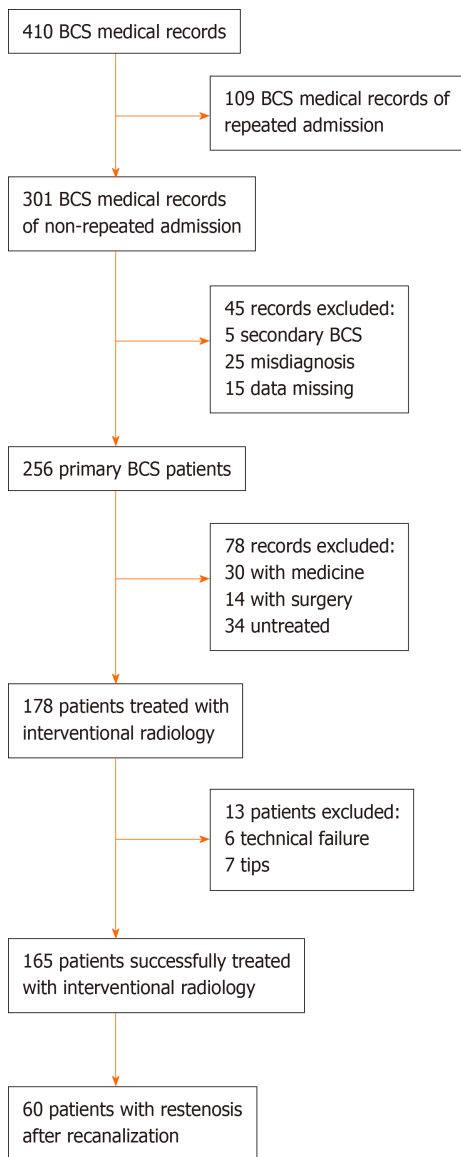 410 BCS medical records
109 BCS medical records of
repeated admission
301 BCS medical records
of non-repeated admission
45 records excluded:
5 secondary BCS
25 misdiagnosis
15 data missing
256 primary BCS patients
78 records excluded:
30 with medicine
14 with surgery
34 untreated
178 patients treated with
interventional radiology
13 patients excluded:
6 technical failure
7 tips
165 patients successfully treated
with interventional radiology
60 patients with restenosis
after recanalization